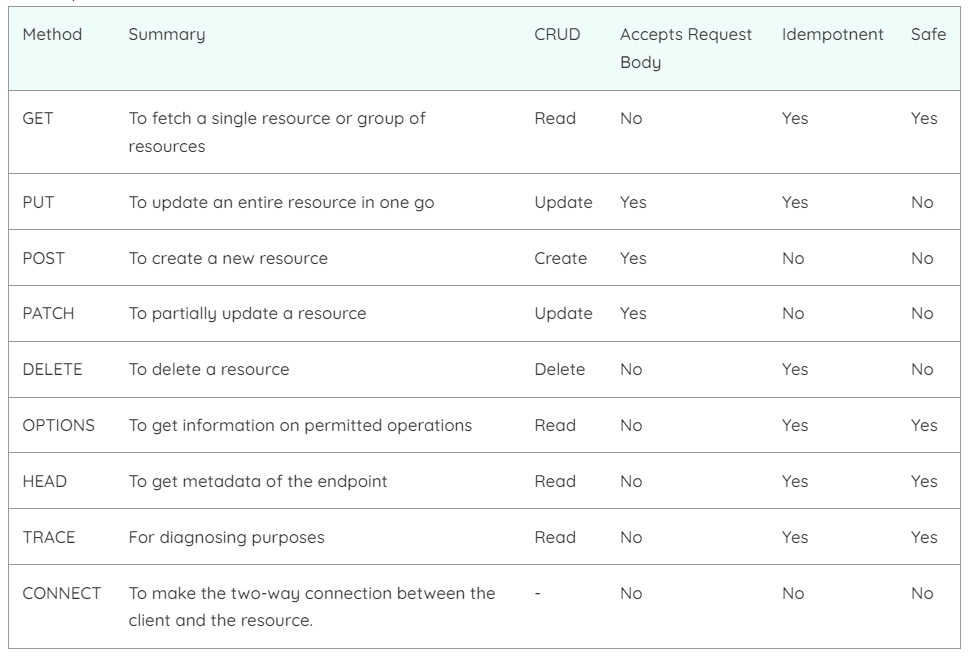 Method Summary CRUD Accepts Request Idempotnent Safe
Body
GET To fetch a single resource or group of Read No Yes Yes
resources
PUT To update an entire resource in one go Update Yes Yes No
POST To create a new resource Create Yes No No
PATCH To partially update a resource Update Yes No No
DELETE To delete a resource Delete No Yes No
OPTIONS To get information on permitted operations Read No Yes Yes
HEAD To get metadata of the endpoint Read No Yes Yes
TRACE For diagnosing purposes Read No Yes Yes
CONNECT To make the two-way connection between the - No No No
client and the resource.